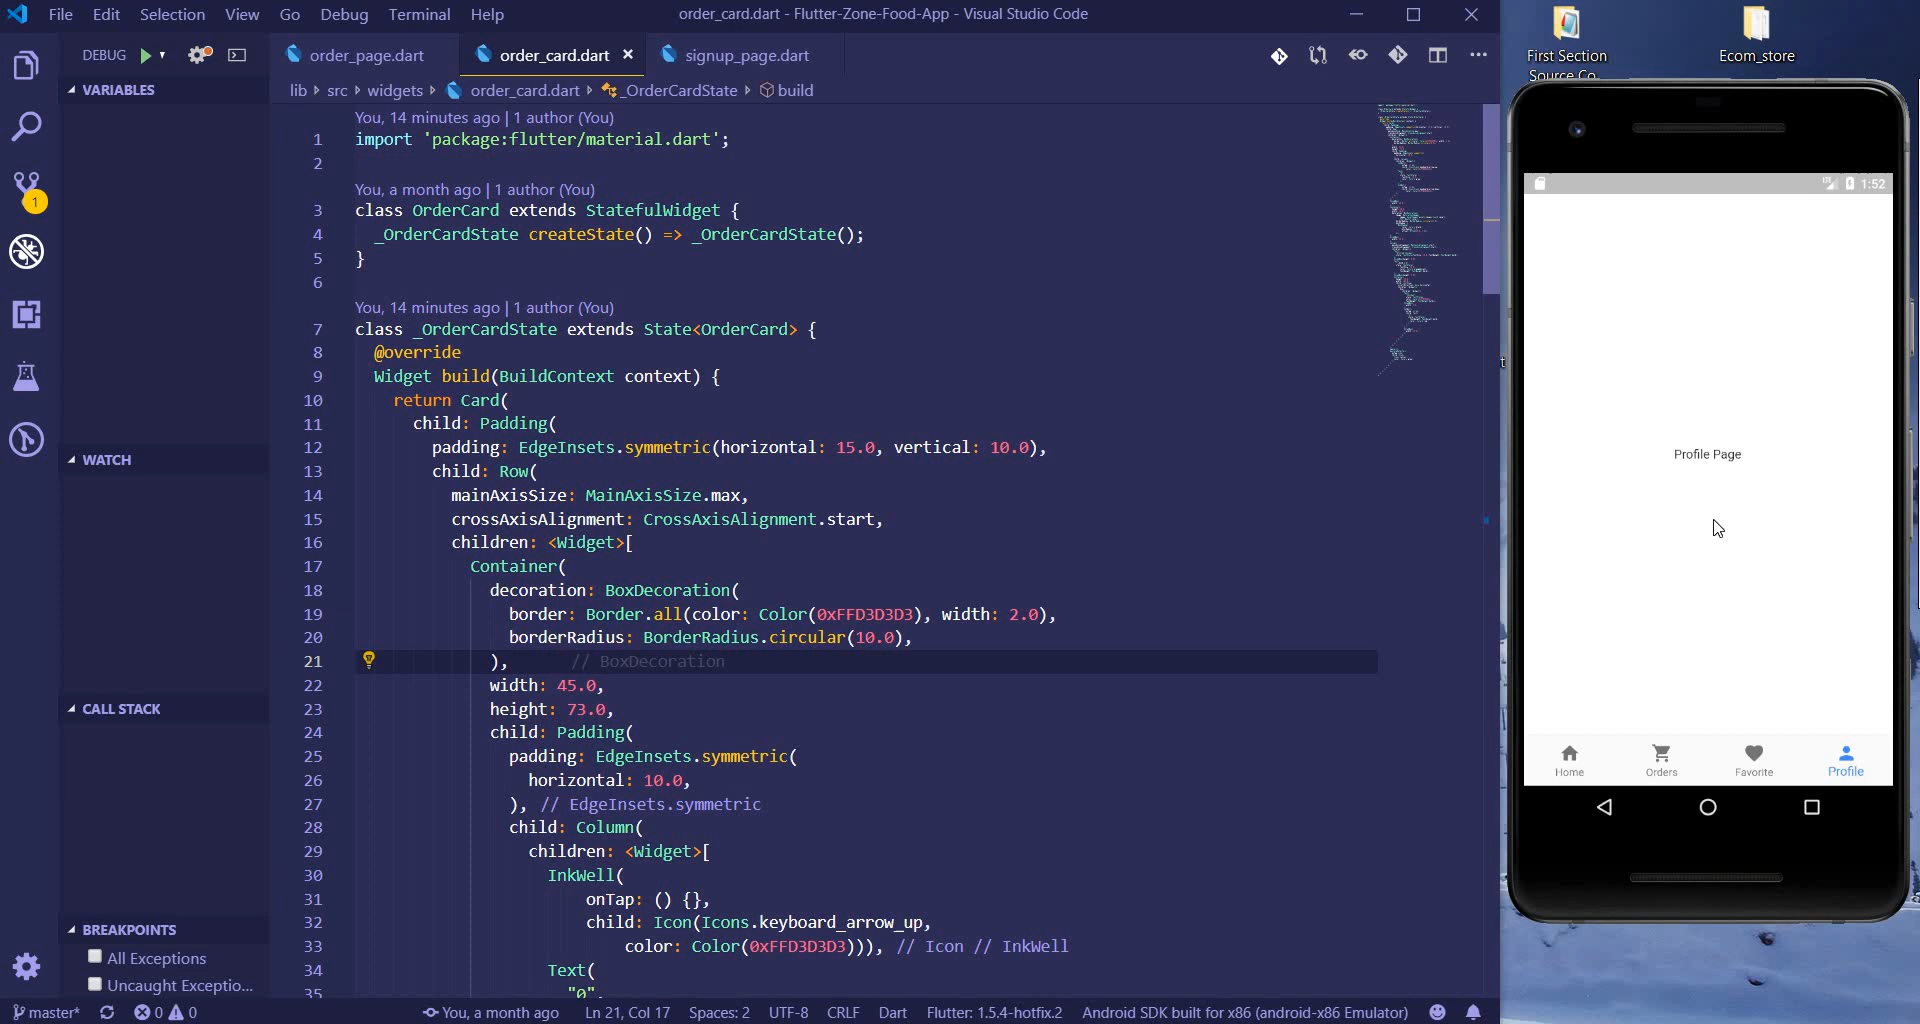 File Edit Selection View Go Debug Terminal Help
order_card.dart - Flutter-Zone-Food-App - Visual Studio Code
DEBUG
order_page.dart
order_card.dart
signup_page.dart
lib src widgets order_card.dart _OrderCardState build
VARIABLES
WATCH
CALL STACK
BREAKPOINTS
All Exceptions
Uncaught Exceptio...
1
You, 14 minutes ago | 1 author (You)
1 import 'package:flutter/material.dart';
2
You, a month ago | 1 author (You)
3 class OrderCard extends StatefulWidget {
4 _OrderCardState createState() => _OrderCardState();
5 }
6
You, 14 minutes ago | 1 author (You)
7 class _OrderCardState extends State<OrderCard> {
8 @override
9 Widget build(BuildContext context) {
10 return Card(
11 child: Padding(
12 padding: EdgeInsets.symmetric(horizontal: 15.0, vertical: 10.0),
13 child: Row(
14 mainAxisSize: MainAxisSize.max,
15 crossAxisAlignment: CrossAxisAlignment.start,
16 children: <Widget>[
17 Container(
18 decoration: BoxDecoration(
19 border: Border.all(color: Color(0xFFD3D3D3), width: 2.0),
20 borderRadius: BorderRadius.circular(10.0),
21 ), // BoxDecoration
22 width: 45.0,
23 height: 73.0,
24 child: Padding(
25 padding: EdgeInsets.symmetric(
26 horizontal: 10.0,
27 ), // EdgeInsets.symmetric
28 child: Column(
29 children: <Widget>[
30 InkWell(
31 onTap: () {},
32 child: Icon(Icons.keyboard_arrow_up,
33 color: Color(0xFFD3D3D3))), // Icon // InkWell
34 Text(
35 "0",
master* 0 0 You, a month ago Ln 21, Col 17 Spaces: 2 UTF-8 CRLF Dart Flutter: 1.5.4-hotfix.2 Android SDK built for x86 (android-x86 Emulator)
First Section
Source Co...
Ecom_store
1:52
Profile Page
Home Orders Favorite Profile